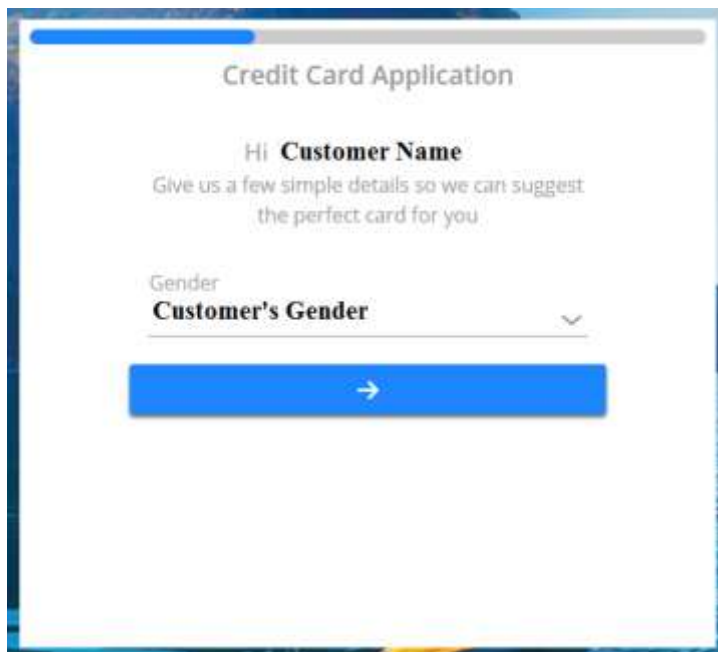 Credit Card Application
Hi Customer Name
Give us a few simple details so we can suggest
the perfect card for you
Gender
Customer's Gender